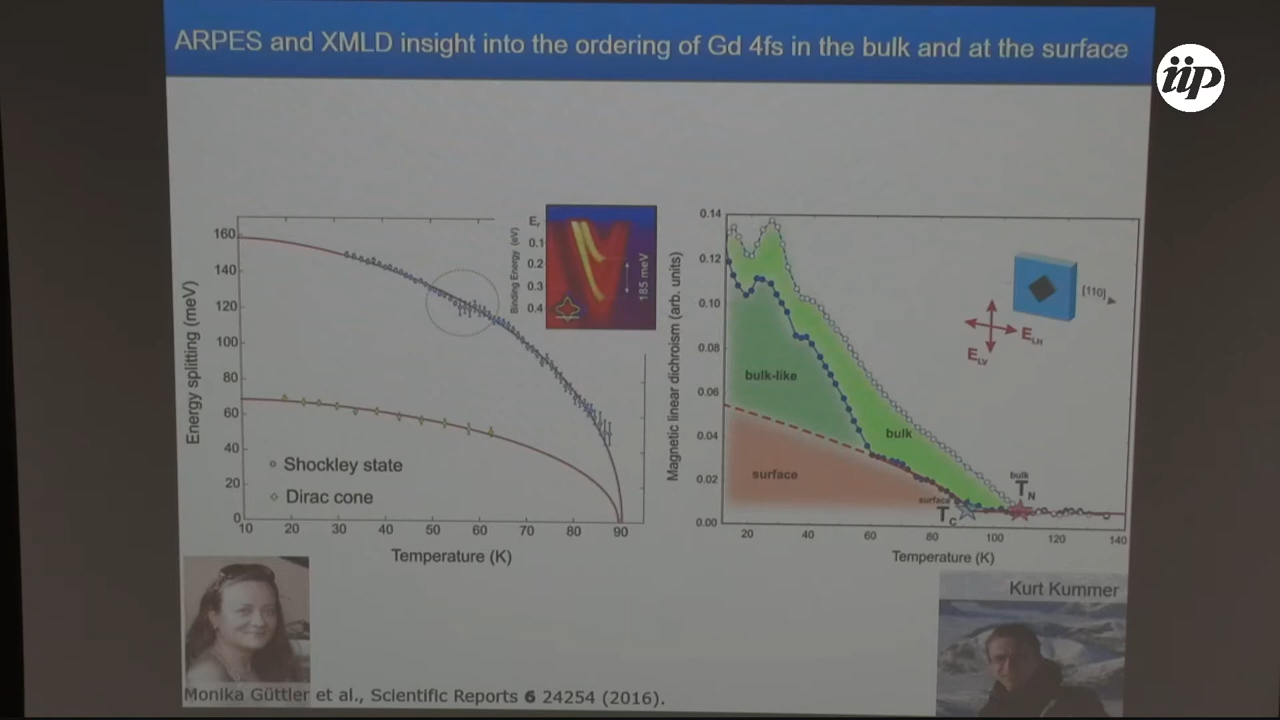 ARPES and XMLD insight into the ordering of Gd 4fs in the bulk and at the surface
iip
Energy splitting (meV)
160
140
120
100
80
60
40
20
0
10
20
30
40
50
60
70
80
90
Temperature (K)
Shockley state
Dirac cone
Binding Energy (eV)
0.1
0.2
0.3
0.4
185 meV
Magnetic linear dichroism (arb. units)
0.14
0.12
0.10
0.08
0.06
0.04
0.02
0.00
20
40
60
80
100
120
140
Temperature (K)
bulk-like
bulk
surface
surface
TC
bulk
TN
[110]
ELH
ELV
Kurt Kummer
Monika Güttler et al., Scientific Reports 6 24254 (2016).